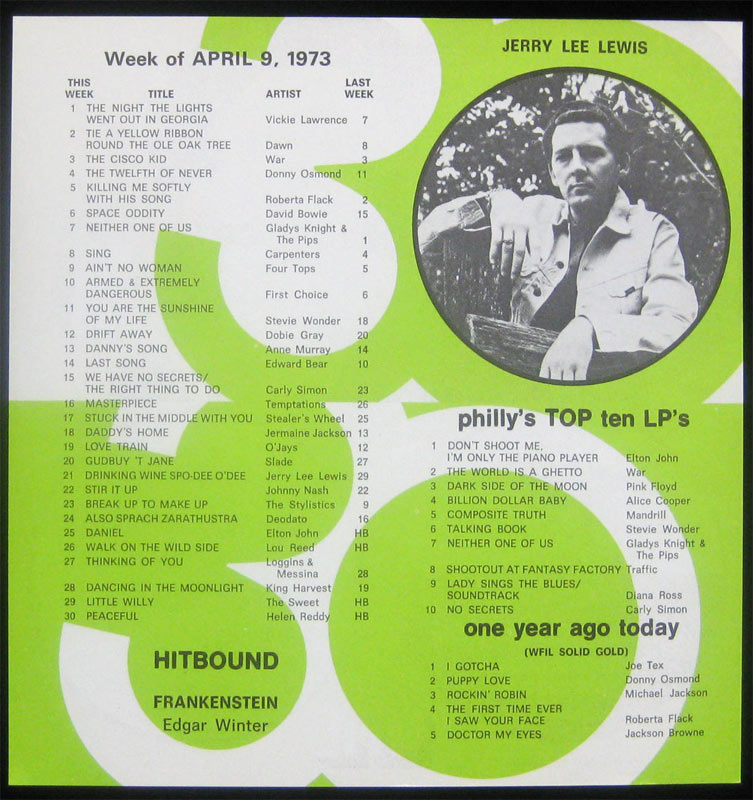 Week of APRIL 9, 1973
THIS WEEK TITLE ARTIST LAST WEEK
1 THE NIGHT THE LIGHTS
WENT OUT IN GEORGIA Vickie Lawrence 7
2 TIE A YELLOW RIBBON
ROUND THE OLE OAK TREE Dawn 8
3 THE CISCO KID War 3
4 THE TWELFTH OF NEVER Donny Osmond 11
5 KILLING ME SOFTLY
WITH HIS SONG Roberta Flack 2
6 SPACE ODDITY David Bowie 15
7 NEITHER ONE OF US Gladys Knight &
The Pips 1
8 SING Carpenters 4
9 AIN'T NO WOMAN Four Tops 5
10 ARMED & EXTREMELY
DANGEROUS First Choice 6
11 YOU ARE THE SUNSHINE
OF MY LIFE Stevie Wonder 18
12 DRIFT AWAY Dobie Gray 20
13 DANNY'S SONG Anne Murray 14
14 LAST SONG Edward Bear 10
15 WE HAVE NO SECRETS/
THE RIGHT THING TO DO Carly Simon 23
16 MASTERPIECE Temptations 26
17 STUCK IN THE MIDDLE WITH YOU Stealer's Wheel 25
18 DADDY'S HOME Jermaine Jackson 13
19 LOVE TRAIN O'Jays 12
20 GUDBUY 'T JANE Slade 27
21 DRINKING WINE SPO-DEE O'DEE Jerry Lee Lewis 29
22 STIR IT UP Johnny Nash 22
23 BREAK UP TO MAKE UP The Stylistics 9
24 ALSO SPRACH ZARATHUSTRA Deodato 16
25 DANIEL Elton John HB
26 WALK ON THE WILD SIDE Lou Reed HB
27 THINKING OF YOU Loggins &
Messina 28
28 DANCING IN THE MOONLIGHT King Harvest 19
29 LITTLE WILLY The Sweet HB
30 PEACEFUL Helen Reddy HB
HITBOUND
FRANKENSTEIN
Edgar Winter
JERRY LEE LEWIS
philly's TOP ten LP's
1 DON'T SHOOT ME,
I'M ONLY THE PIANO PLAYER Elton John
2 THE WORLD IS A GHETTO War
3 DARK SIDE OF THE MOON Pink Floyd
4 BILLION DOLLAR BABY Alice Cooper
5 COMPOSITE TRUTH Mandrill
6 TALKING BOOK Stevie Wonder
7 NEITHER ONE OF US Gladys Knight &
The Pips
8 SHOOTOUT AT FANTASY FACTORY Traffic
9 LADY SINGS THE BLUES/
SOUNDTRACK Diana Ross
10 NO SECRETS Carly Simon
one year ago today
(WFIL SOLID GOLD)
1 I GOTCHA Joe Tex
2 PUPPY LOVE Donny Osmond
3 ROCKIN' ROBIN Michael Jackson
4 THE FIRST TIME EVER
I SAW YOUR FACE Roberta Flack
5 DOCTOR MY EYES Jackson Browne